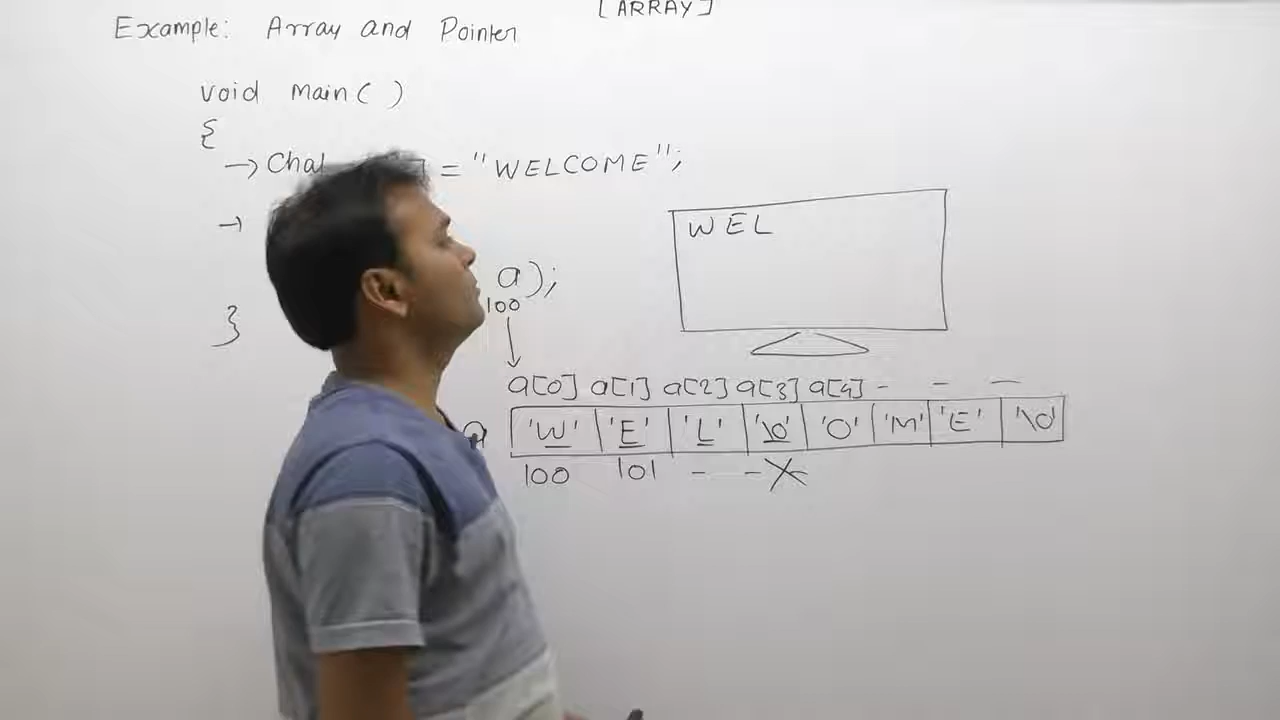 [ARRAY]
Example: Array and Pointer
void main( )
{
→ Cha ] = "WELCOME";
→
a);
}
100
WEL
a[0] a[1] a[2] a[3] a[4] - - -
'W' 'E' 'L' '\0' 'O' 'M' 'E' '\0'
100 101 - -